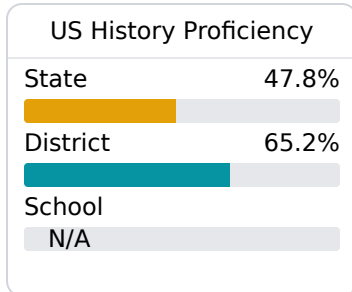 US History Proficiency
State 47.8%
District 65.2%
School
N/A